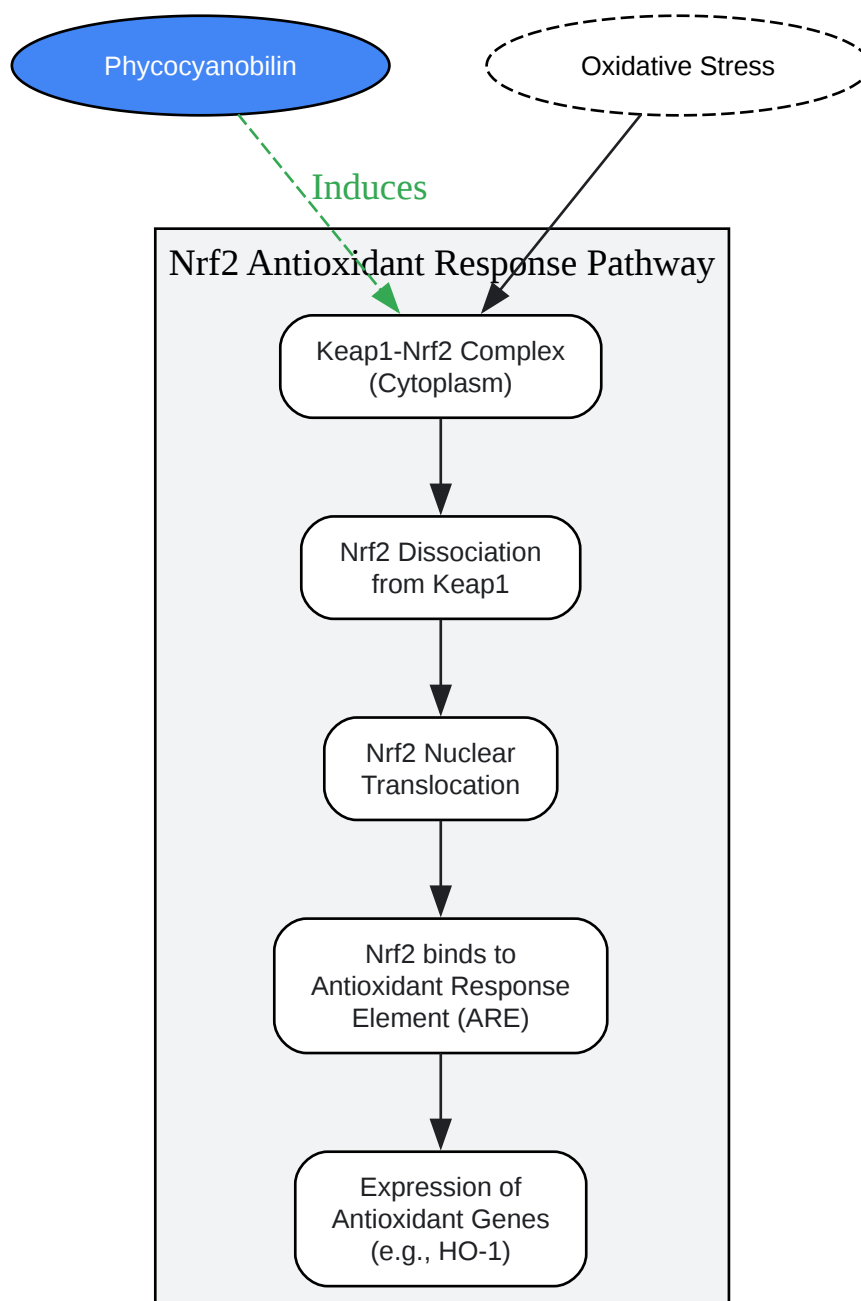 Phycocyanobilin
Oxidative Stress
Induces
Nrf2 Antioxidant Response Pathway
Keap1-Nrf2 Complex
(Cytoplasm)
Nrf2 Dissociation
from Keap1
Nrf2 Nuclear
Translocation
Nrf2 binds to
Antioxidant Response
Element (ARE)
Expression of
Antioxidant Genes
(e.g., HO-1)